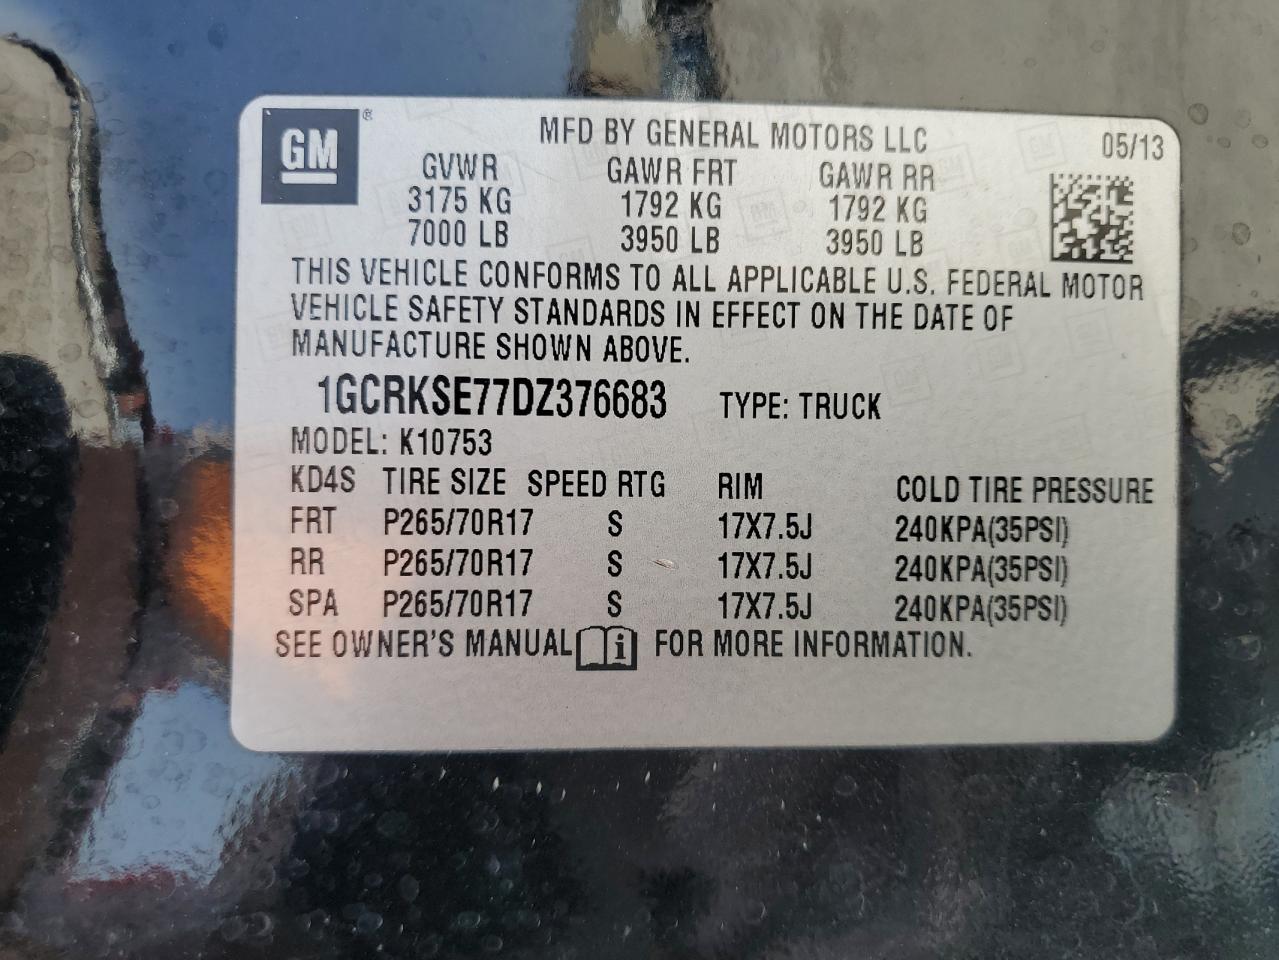 GM ®
MFD BY GENERAL MOTORS LLC 05/13
GVWR GAWR FRT GAWR RR
3175 KG 1792 KG 1792 KG
7000 LB 3950 LB 3950 LB
THIS VEHICLE CONFORMS TO ALL APPLICABLE U.S. FEDERAL MOTOR
VEHICLE SAFETY STANDARDS IN EFFECT ON THE DATE OF
MANUFACTURE SHOWN ABOVE.
1GCRKSE77DZ376683 TYPE: TRUCK
MODEL: K10753
KD4S TIRE SIZE SPEED RTG RIM COLD TIRE PRESSURE
FRT P265/70R17 S 17X7.5J 240KPA(35PSI)
RR P265/70R17 S 17X7.5J 240KPA(35PSI)
SPA P265/70R17 S 17X7.5J 240KPA(35PSI)
SEE OWNER'S MANUAL i FOR MORE INFORMATION.